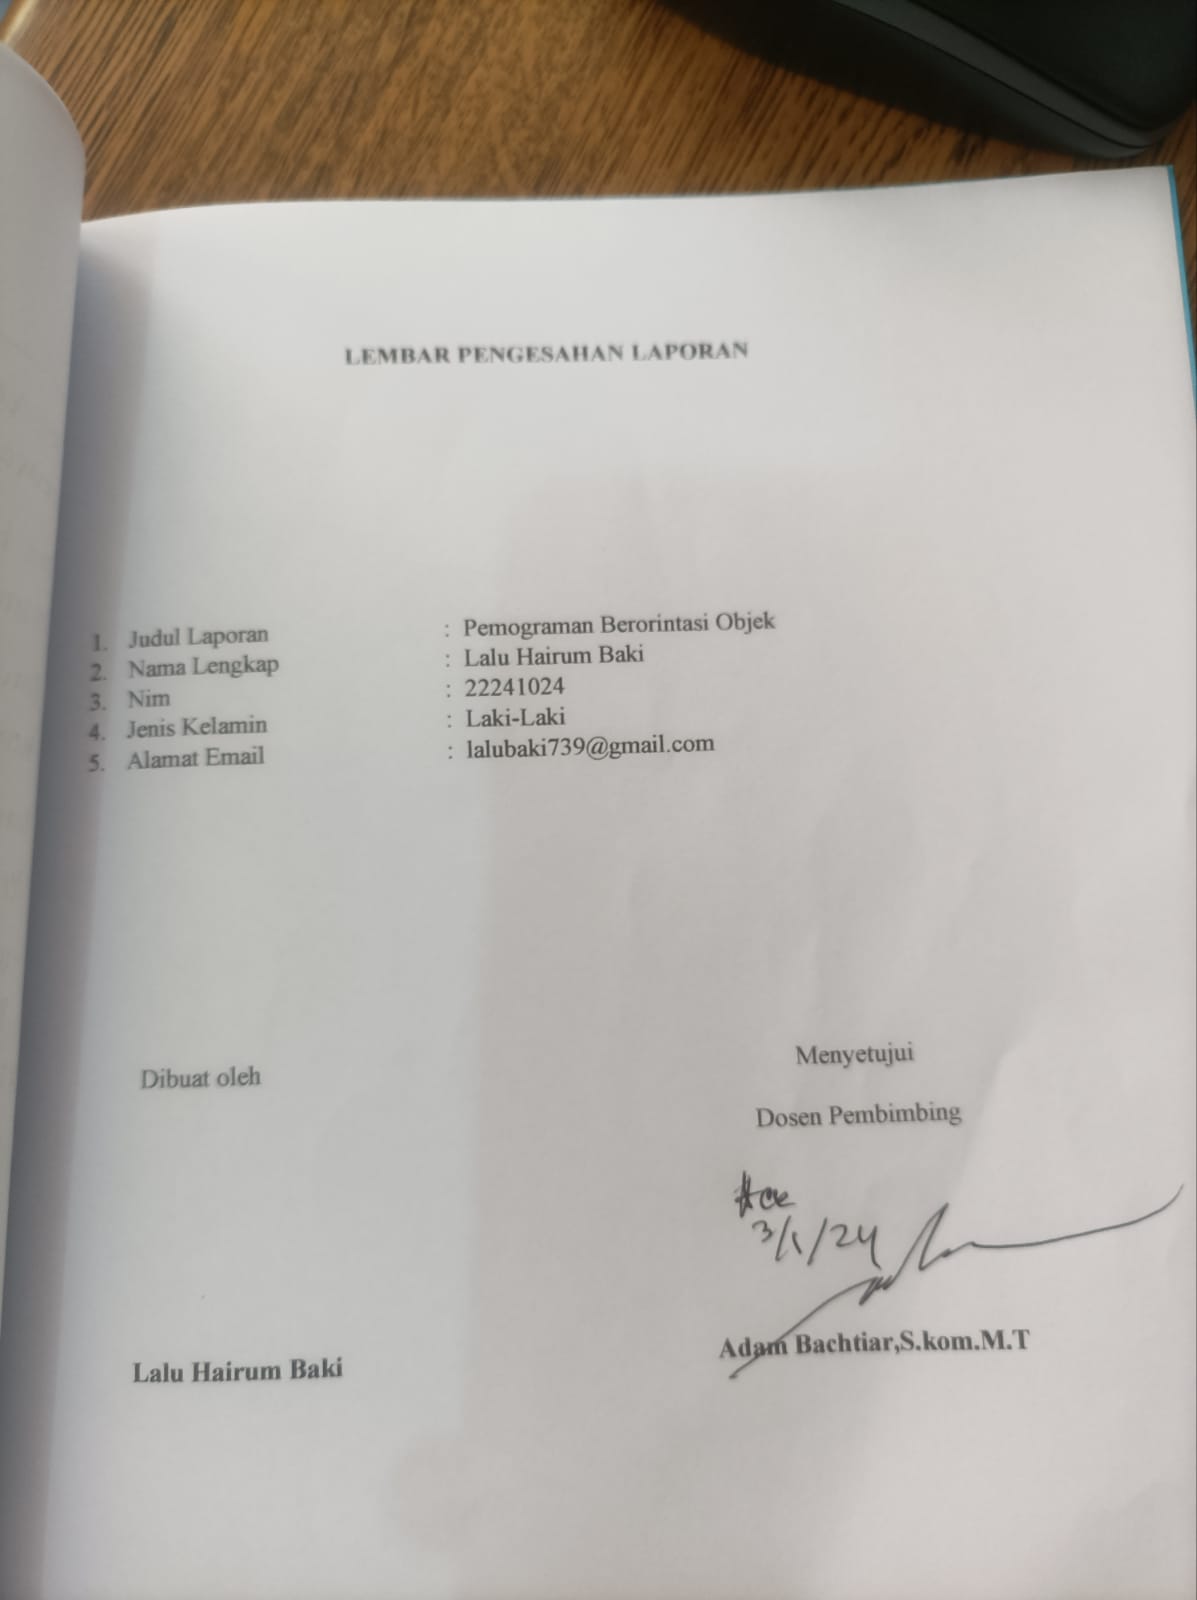 LEMBAR PENGESAHAN LAPORAN
1. Judul Laporan : Pemograman Berorintasi Objek
2. Nama Lengkap : Lalu Hairum Baki
3. Nim : 22241024
4. Jenis Kelamin : Laki-Laki
5. Alamat Email : lalubaki739@gmail.com
Menyetujui
Dibuat oleh
Dosen Pembimbing
Acc
3/1/24
Adam Bachtiar,S.kom.M.T
Lalu Hairum Baki